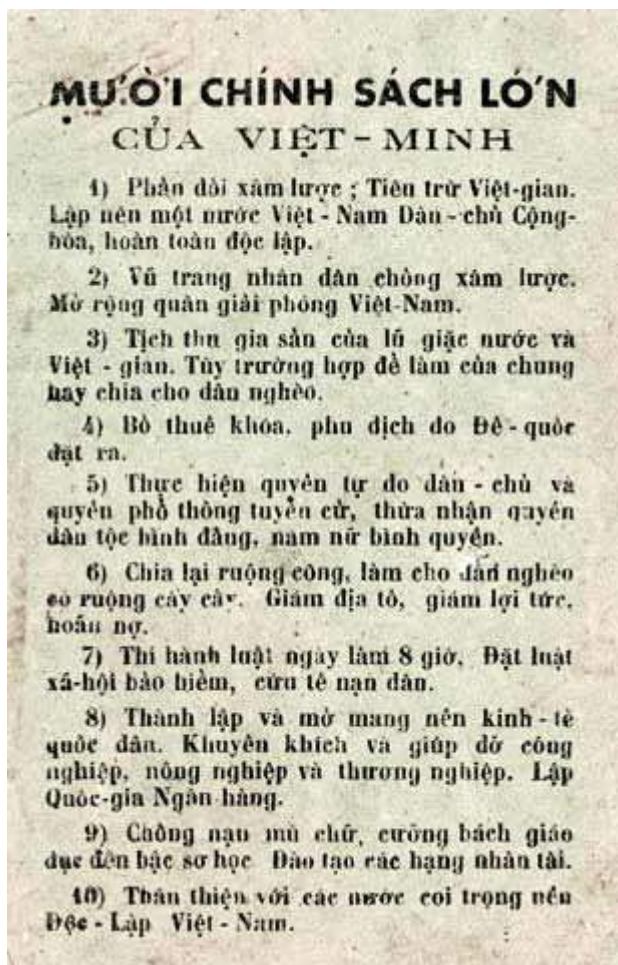 MƯỜI CHÍNH SÁCH LỚN
CỦA VIỆT - MINH
1) Phản đối xâm lược ; Tiễu trừ Việt-gian.
Lập nên một nước Việt - Nam Dân - chủ Cộng-
hòa, hoàn toàn độc lập.
2) Vũ trang nhân dân chống xâm lược.
Mở rộng quân giải phóng Việt-Nam.
3) Tịch thu gia sản của lũ giặc nước và
Việt - gian. Tùy trường hợp để làm của chung
hay chia cho dân nghèo.
4) Bỏ thuế khóa, phu dịch do Đế - quốc
đặt ra.
5) Thực hiện quyền tự do dân - chủ và
quyền phổ thông tuyển cử, thừa nhận quyền
dân tộc bình đẳng, nam nữ bình quyền.
6) Chia lại ruộng công, làm cho dân nghèo
có ruộng cày cấy. Giảm địa tô, giảm lợi tức,
hoãn nợ.
7) Thi hành luật ngày làm 8 giờ. Đặt luật
xã-hội bảo hiểm, cứu tế nạn dân.
8) Thành lập và mở mang nền kinh - tế
quốc dân. Khuyến khích và giúp đỡ công
nghiệp, nông nghiệp và thương nghiệp. Lập
Quốc-gia Ngân hàng.
9) Chống nạn mù chữ, cưỡng bách giáo
dục đến bậc sơ học. Đào tạo các hạng nhân tài.
10) Thân thiện với các nước coi trọng nền
Độc - Lập Việt - Nam.